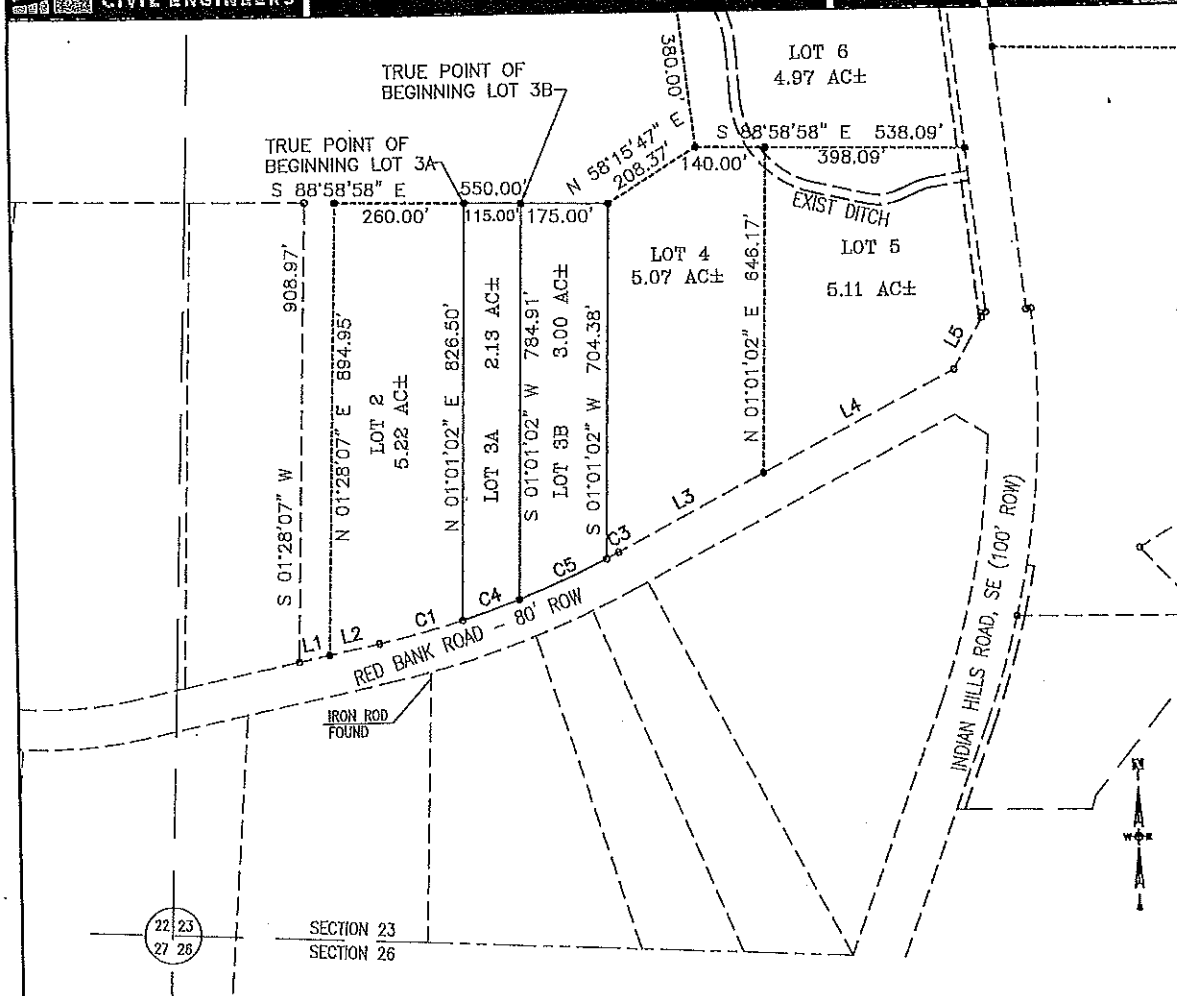 CIVIL ENGINEERS
LOT 6
4.97 AC±
380.00'
TRUE POINT OF
BEGINNING LOT 3B
TRUE POINT OF
BEGINNING LOT 3A
N 58°15'47" E
208.37'
S 88°58'58" E 538.09'
140.00'
398.09'
S 88°58'58" E 550.00'
260.00'
115.00'
175.00'
EXIST DITCH
LOT 4
5.07 AC±
LOT 5
5.11 AC±
908.97'
S 01°28'07" W
N 01°28'07" E 894.95'
LOT 2
5.22 AC±
N 01°01'02" E 826.50'
LOT 3A 2.13 AC±
S 01°01'02" W 784.91'
LOT 3B 3.00 AC±
S 01°01'02" W 704.38'
N 01°01'02" E 646.17'
L5
L4
L3
C3
C5
C4
C1
L2
L1
RED BANK ROAD - 80' ROW
INDIAN HILLS ROAD, SE (100' ROW)
IRON ROD
FOUND
N
W E
22 23
27 26
SECTION 23
SECTION 26